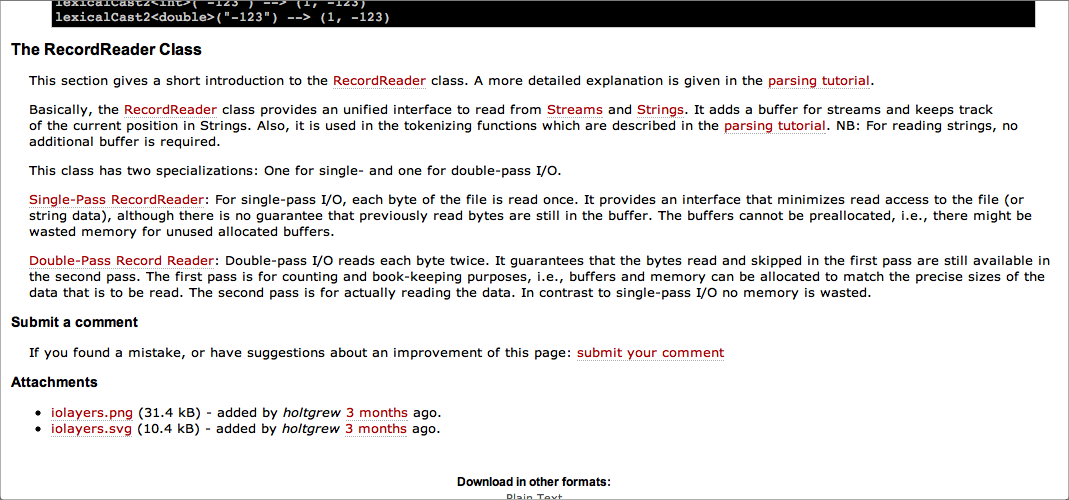 lexicalCast2<int>("-123") --> (1, -123)
lexicalCast2<double>("-123") --> (1, -123)
The RecordReader Class
This section gives a short introduction to the RecordReader class. A more detailed explanation is given in the parsing tutorial.
Basically, the RecordReader class provides an unified interface to read from Streams and Strings. It adds a buffer for streams and keeps track
of the current position in Strings. Also, it is used in the tokenizing functions which are described in the parsing tutorial. NB: For reading strings, no
additional buffer is required.
This class has two specializations: One for single- and one for double-pass I/O.
Single-Pass RecordReader: For single-pass I/O, each byte of the file is read once. It provides an interface that minimizes read access to the file (or
string data), although there is no guarantee that previously read bytes are still in the buffer. The buffers cannot be preallocated, i.e., there might be
wasted memory for unused allocated buffers.
Double-Pass Record Reader: Double-pass I/O reads each byte twice. It guarantees that the bytes read and skipped in the first pass are still available in
the second pass. The first pass is for counting and book-keeping purposes, i.e., buffers and memory can be allocated to match the precise sizes of the
data that is to be read. The second pass is for actually reading the data. In contrast to single-pass I/O no memory is wasted.
Submit a comment
If you found a mistake, or have suggestions about an improvement of this page: submit your comment
Attachments
• iolayers.png (31.4 kB) - added by holtgrew 3 months ago.
• iolayers.svg (10.4 kB) - added by holtgrew 3 months ago.
Download in other formats:
Plain Text